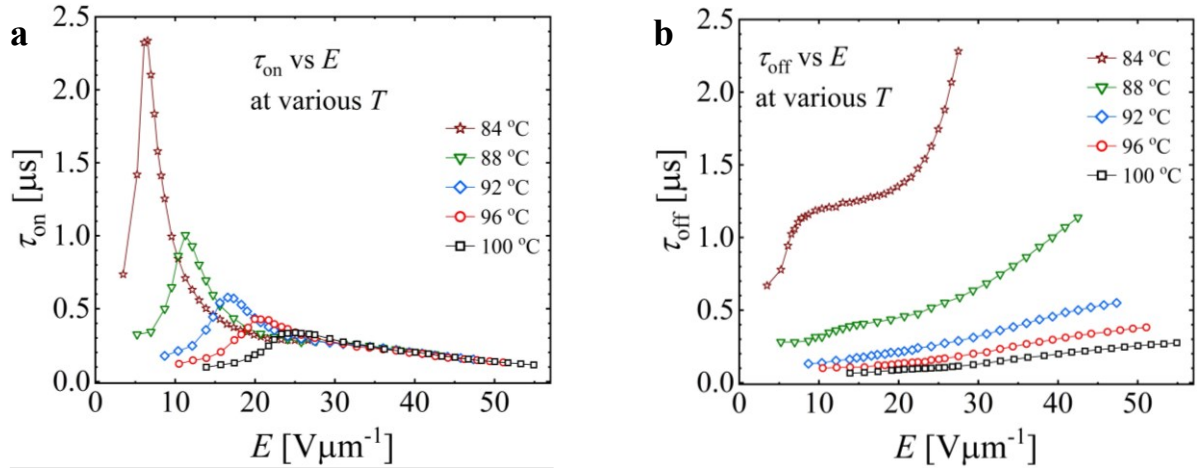 a
2.5
2.0
1.5
1.0
0.5
0.0
τon [μs]
τon vs E
at various T
84 °C
88 °C
92 °C
96 °C
100 °C
0 10 20 30 40 50
E [Vμm-1]
b
2.5
2.0
1.5
1.0
0.5
0.0
τoff [μs]
τoff vs E
at various T
84 °C
88 °C
92 °C
96 °C
100 °C
0 10 20 30 40 50
E [Vμm-1]